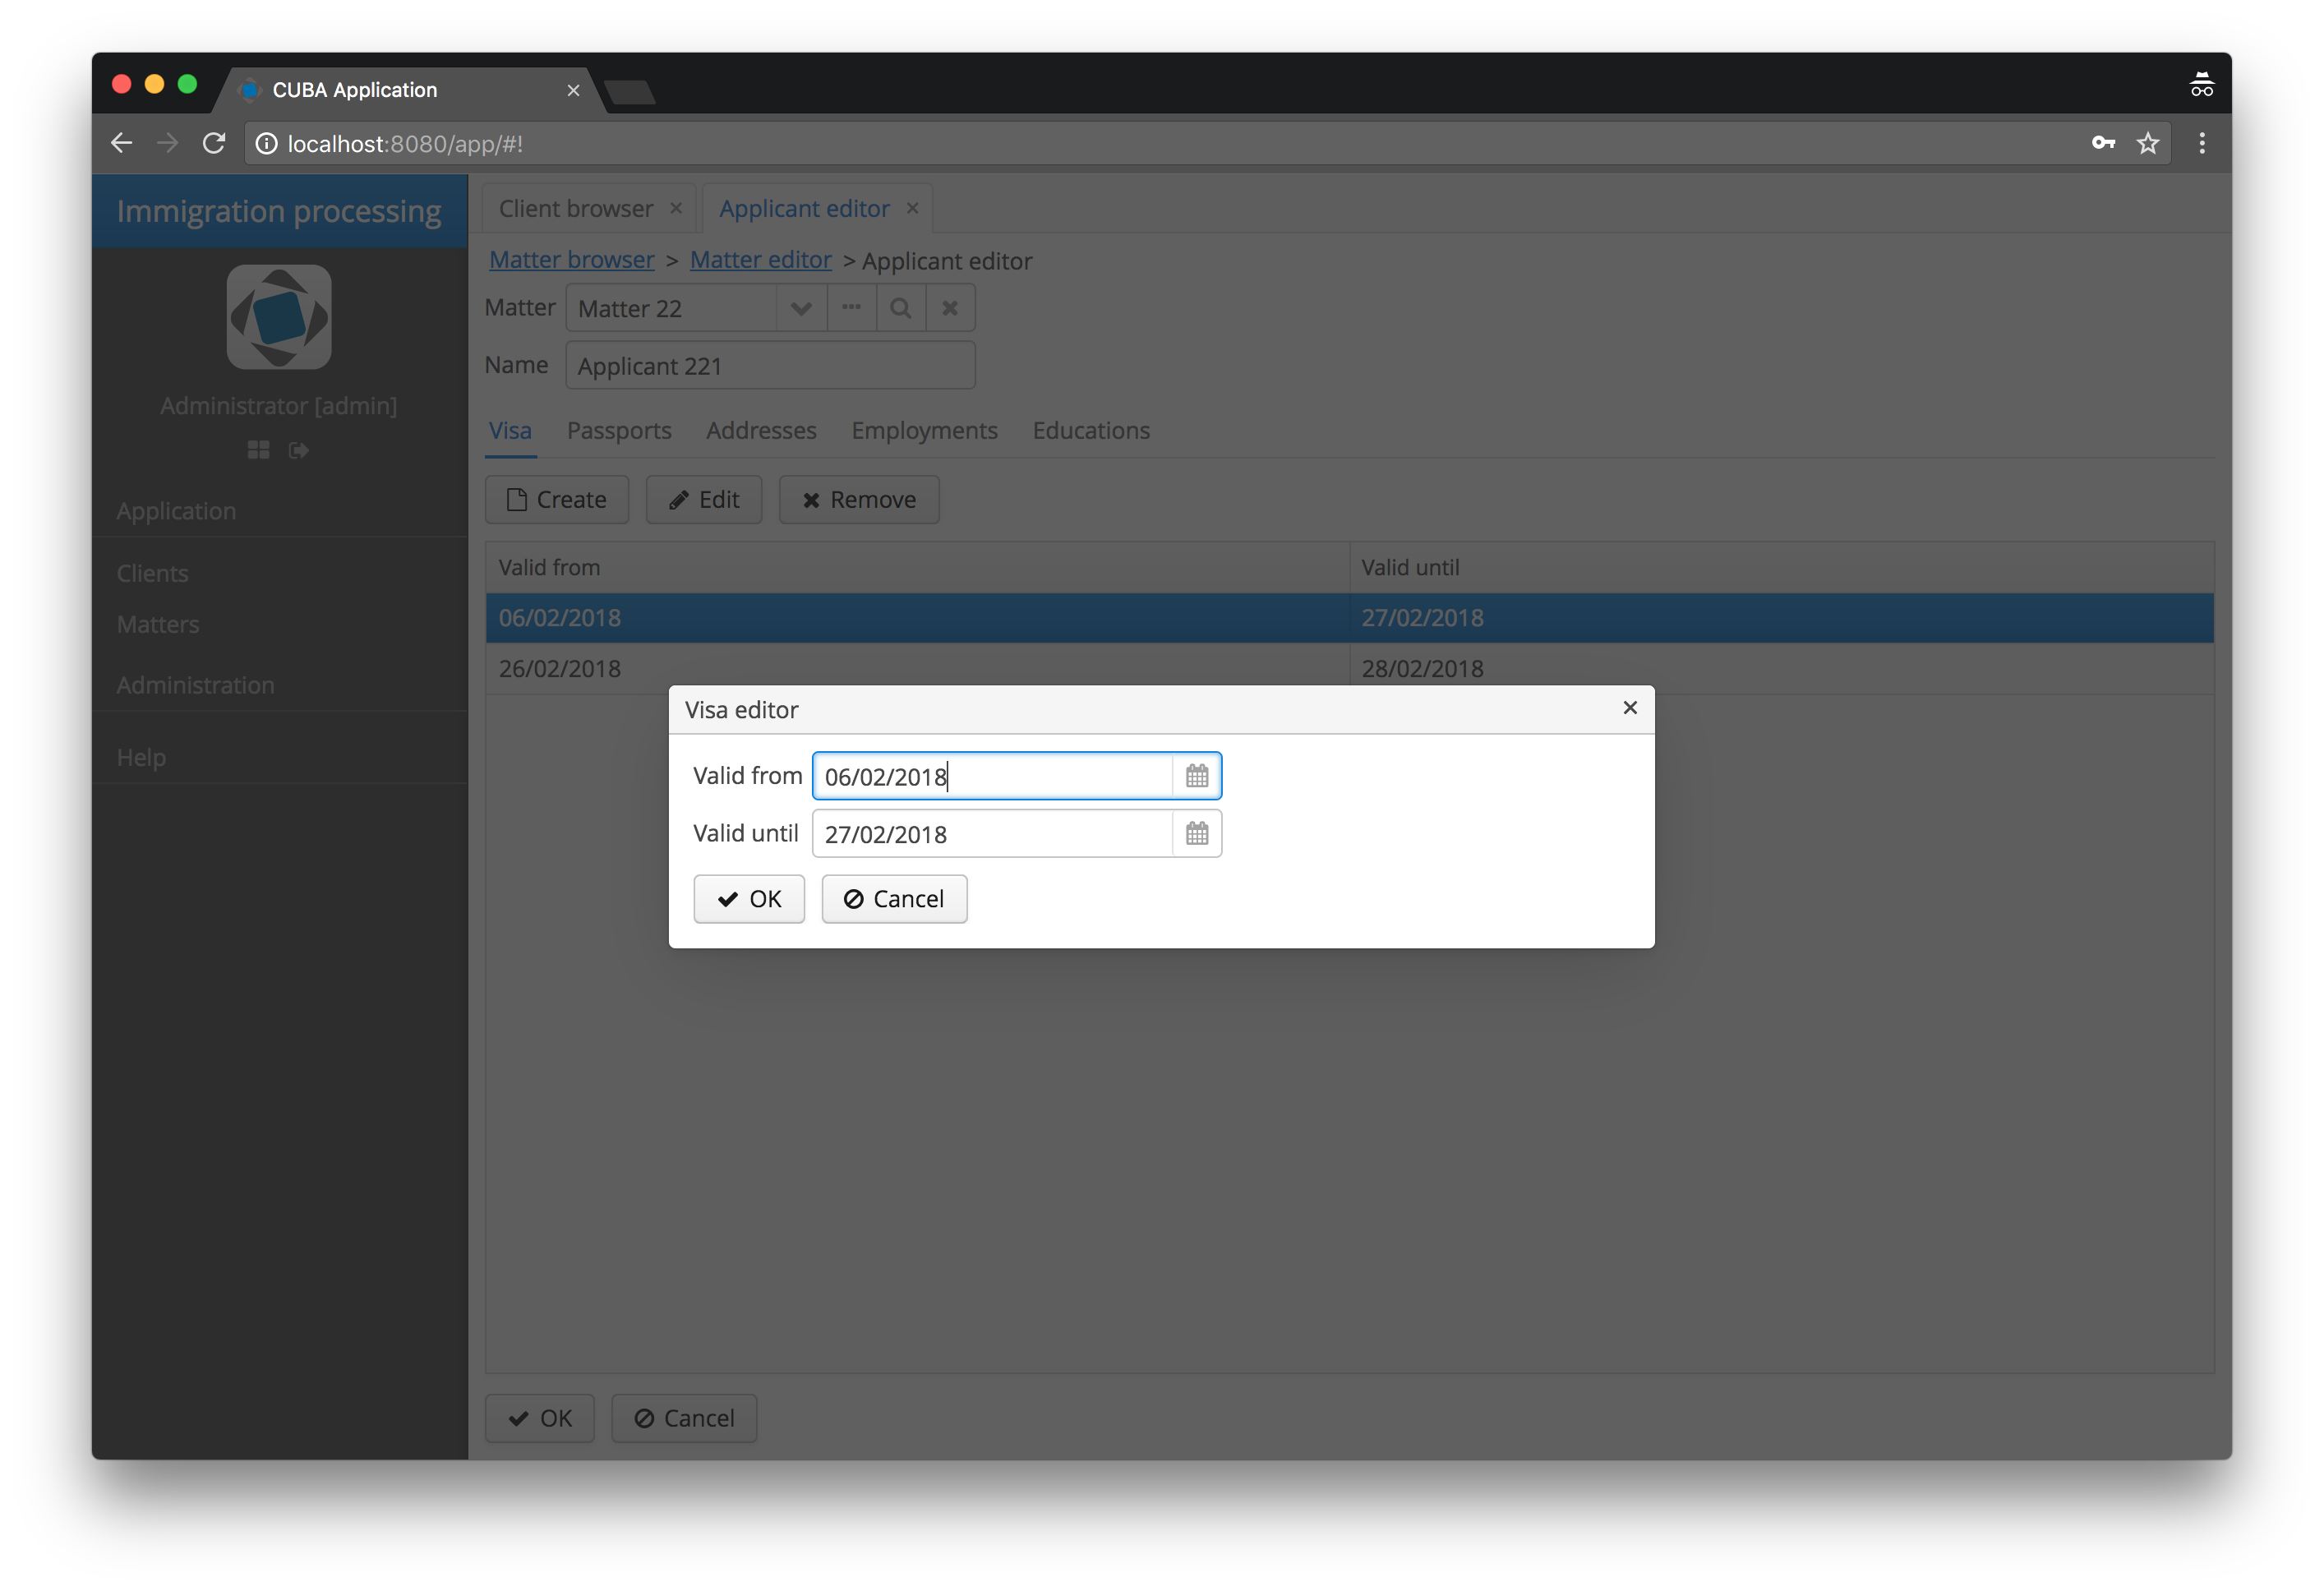 CUBA Application
localhost:8080/app/#!
Immigration processing
Administrator [admin]
Application
Clients
Matters
Administration
Help
Client browser
Applicant editor
Matter browser > Matter editor > Applicant editor
Matter Matter 22
Name Applicant 221
Visa Passports Addresses Employments Educations
Create Edit Remove
Valid from Valid until
06/02/2018 27/02/2018
26/02/2018 28/02/2018
Visa editor
Valid from 06/02/2018
Valid until 27/02/2018
OK Cancel
OK Cancel